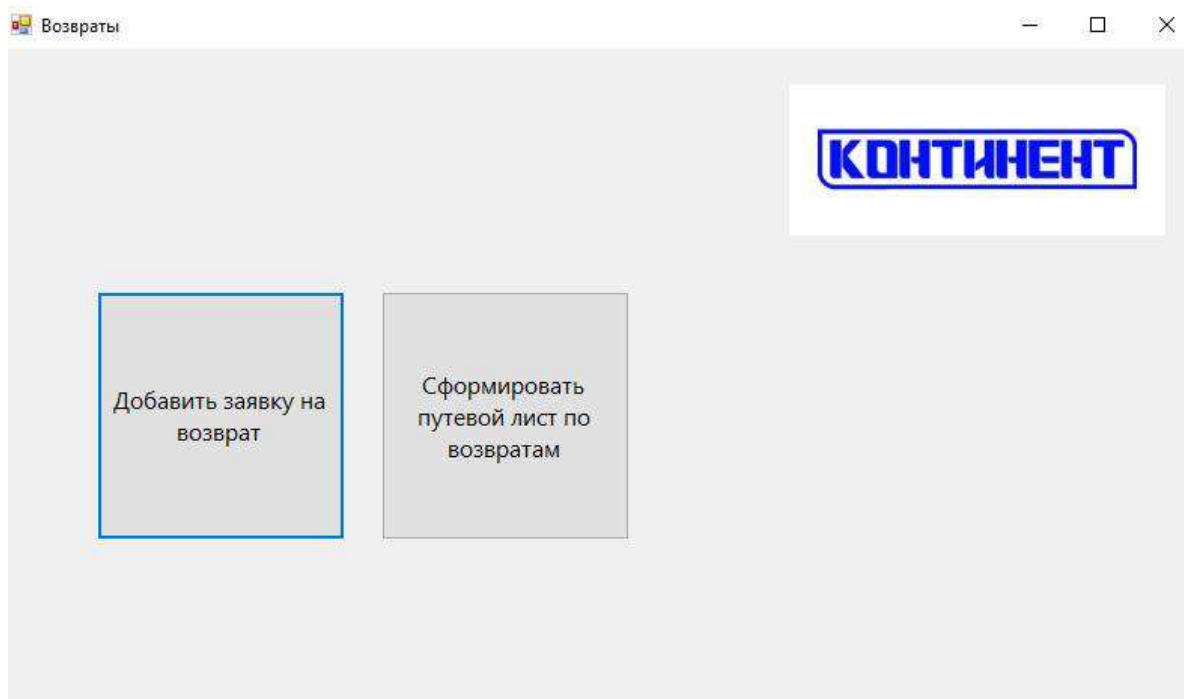 Возвраты
КОНТИНЕНТ
Добавить заявку на
возврат
Сформировать
путевой лист по
возвратам